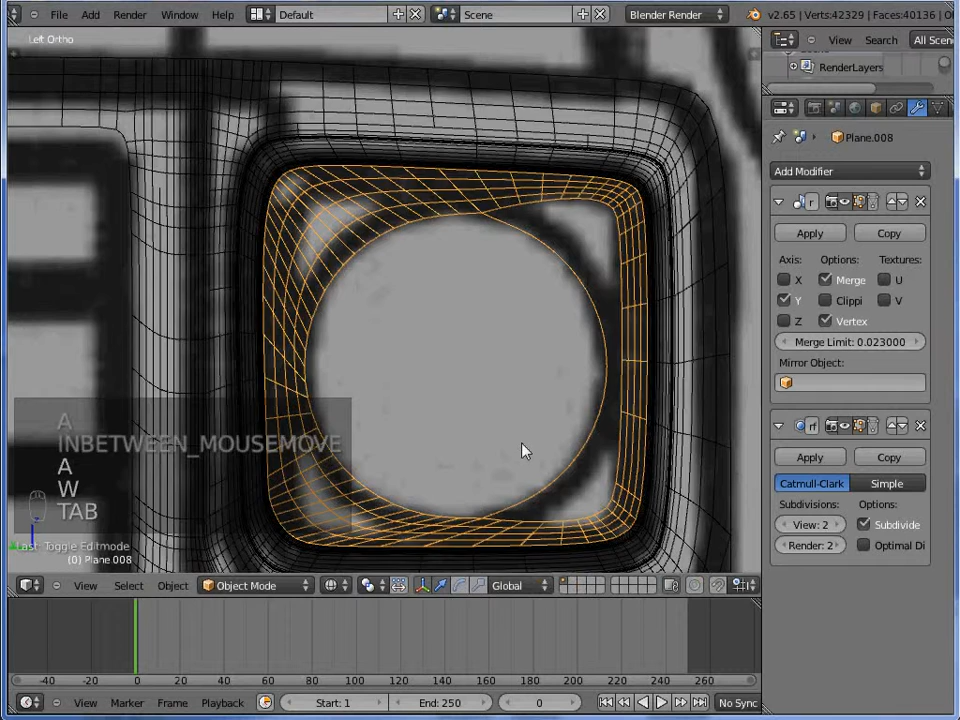 File Add Render Window Help Default Scene Blender Render v2.65 | Verts:42329 | Faces:40136 | O
Left Ortho
View Search All Scen
RenderLayers
Plane.008
Add Modifier
Apply Copy
Axis: Options: Textures:
X Merge U
Y Clippi V
Z Vertex
Merge Limit: 0.023000
Mirror Object:
Apply Copy
Catmull-Clark Simple
Subdivisions: Options:
View: 2 Subdivide
Render: 2 Optimal Di
A
INBETWEEN_MOUSEMOVE
A
W
TAB
Last: Toggle Editmode
(0) Plane.008
View Select Object Object Mode Global
-40 -20 0 20 40 60 80 100 120 140 160 180 200 220 240 260
View Marker Frame Playback Start: 1 End: 250 0 No Sync